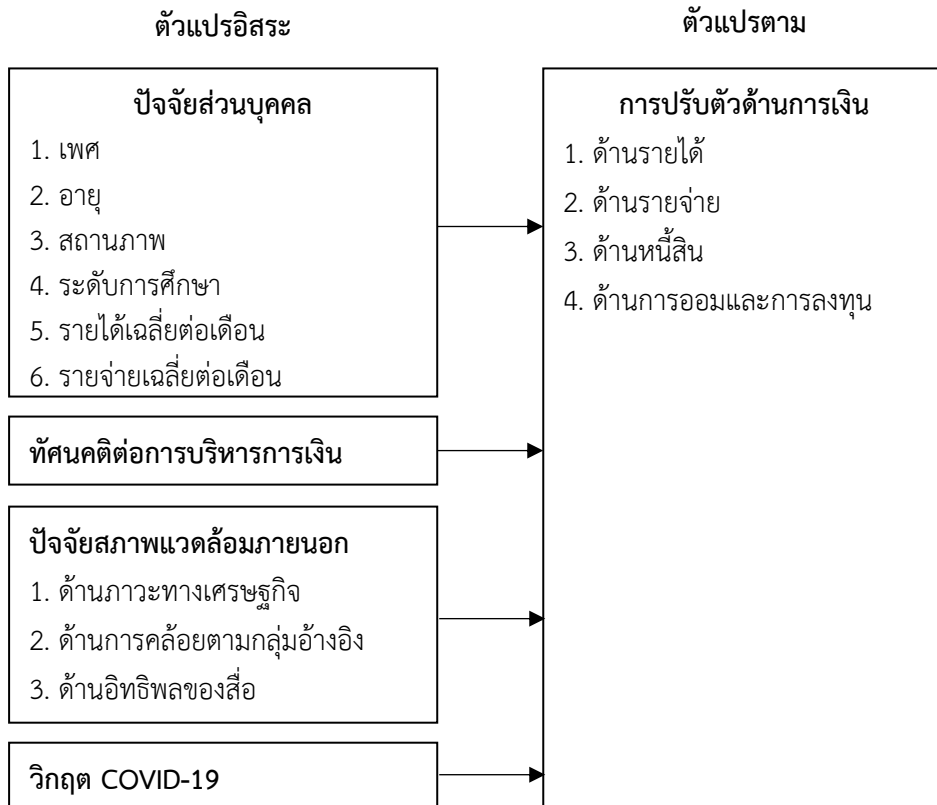 ตัวแปรอิสระ
ตัวแปรตาม
ปัจจัยส่วนบุคคล
1. เพศ
2. อายุ
3. สถานภาพ
4. ระดับการศึกษา
5. รายได้เฉลี่ยต่อเดือน
6. รายจ่ายเฉลี่ยต่อเดือน
ทัศนคติต่อการบริหารการเงิน
ปัจจัยสภาพแวดล้อมภายนอก
1. ด้านภาวะทางเศรษฐกิจ
2. ด้านการคล้อยตามกลุ่มอ้างอิง
3. ด้านอิทธิพลของสื่อ
วิกฤต COVID-19
การปรับตัวด้านการเงิน
1. ด้านรายได้
2. ด้านรายจ่าย
3. ด้านหนี้สิน
4. ด้านการออมและการลงทุน